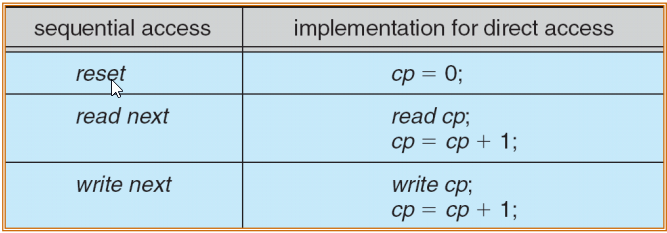 sequential access implementation for direct access
reset cp = 0;
read next read cp;
cp = cp + 1;
write next write cp;
cp = cp + 1;